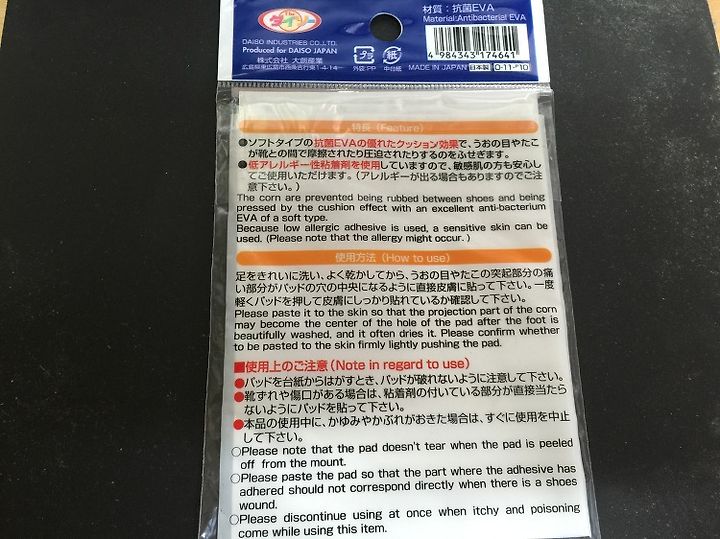 The
ダイソー
DAISO INDUSTRIES CO.,LTD.
Produced for DAISO JAPAN
株式会社 大創産業
広島県東広島市西条吉行東1-4-14
プラ
外袋:PP
紙
中台紙
材質：抗菌EVA
Material:Antibacterial EVA
4 984343 174641
MADE IN JAPAN 日本製
特長（Feature）
●ソフトタイプの抗菌EVAの優れたクッション効果で、うおの目やたこ
が靴との間で摩擦されたり圧迫されたりするのをふせぎます。
●低アレルギー性粘着剤を使用していますので、敏感肌の方も安心し
てご使用いただけます。（アレルギーが出る場合もありますのでご注
意下さい。）
The corn are prevented being rubbed between shoes and being
pressed by the cushion effect with an excellent anti-bacterium
EVA of a soft type.
Because low allergic adhesive is used, a sensitive skin can be
used. (Please note that the allergy might occur. )
使用方法（How to use）
足をきれいに洗い、よく乾かしてから、うおの目やたこの突起部分の痛
い部分がパッドの穴の中央になるように直接皮膚に貼って下さい。一度
軽くパッドを押して皮膚にしっかり貼れているか確認して下さい。
Please paste it to the skin so that the projection part of the corn
may become the center of the hole of the pad after the foot is
beautifully washed, and it often dries it. Please confirm whether
to be pasted to the skin firmly lightly pushing the pad.
■使用上のご注意（Note in regard to use）
●パッドを台紙からはがすとき、パッドが破れないように注意して下さい。
●靴ずれや傷口がある場合は、粘着剤の付いている部分が直接当たら
ないようにパッドを貼って下さい。
●本品の使用中に、かゆみやかぶれがおきた場合は、すぐに使用を中止
して下さい。
○Please note that the pad doesn't tear when the pad is peeled
off from the mount.
○Please paste the pad so that the part where the adhesive has
adhered should not correspond directly when there is a shoes
wound.
○Please discontinue using at once when itchy and poisoning
come while using this item.